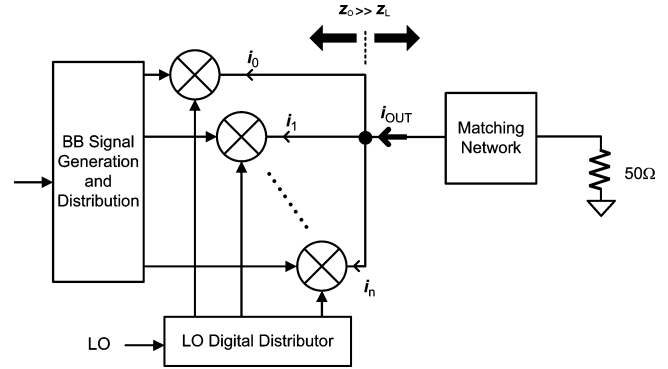 zO >> zL
i0
BB Signal
Generation
and
Distribution
i1
iOUT
Matching
Network
50Ω
in
LO
LO Digital Distributor